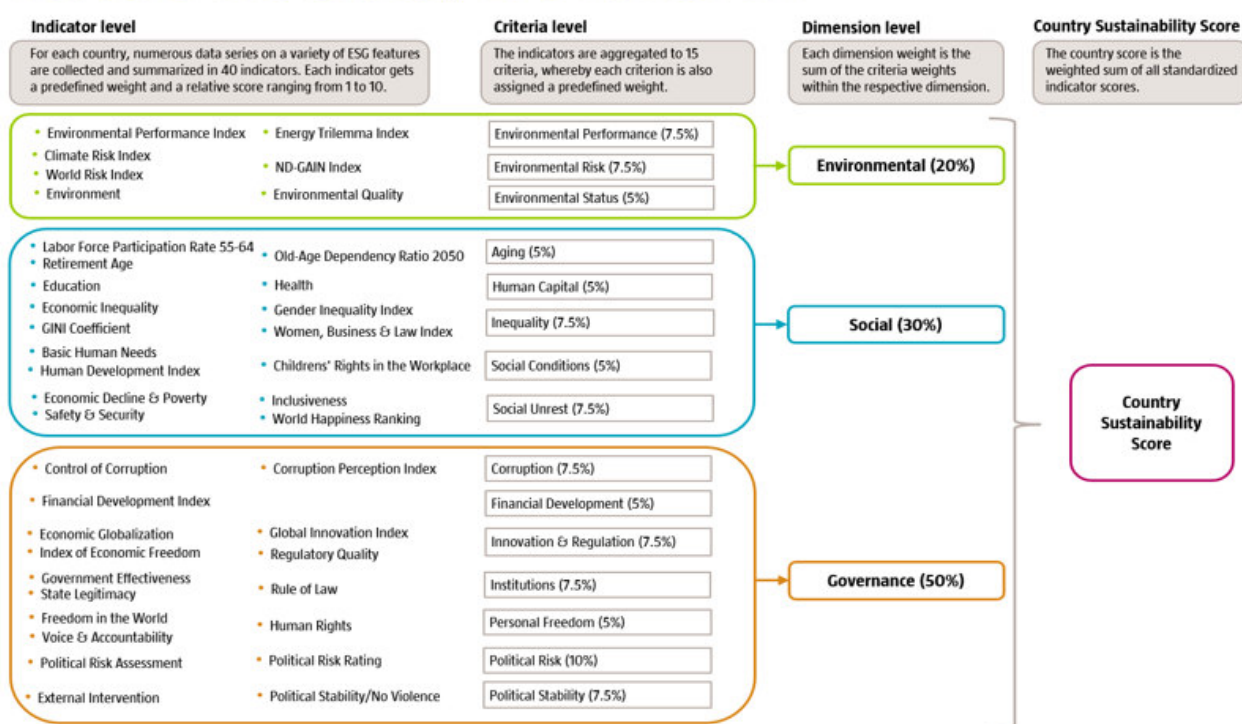 Indicator level
For each country, numerous data series on a variety of ESG features
are collected and summarized in 40 indicators. Each indicator gets
a predefined weight and a relative score ranging from 1 to 10.
Criteria level
The indicators are aggregated to 15
criteria, whereby each criterion is also
assigned a predefined weight.
Dimension level
Each dimension weight is the
sum of the criteria weights
within the respective dimension.
Country Sustainability Score
The country score is the
weighted sum of all standardized
indicator scores.
• Environmental Performance Index
• Energy Trilemma Index
Environmental Performance (7.5%)
• Climate Risk Index
• World Risk Index
• ND-GAIN Index
Environmental Risk (7.5%)
• Environment
• Environmental Quality
Environmental Status (5%)
Environmental (20%)
• Labor Force Participation Rate 55-64
• Retirement Age
• Old-Age Dependency Ratio 2050
Aging (5%)
• Education
• Health
Human Capital (5%)
• Economic Inequality
• GINI Coefficient
• Gender Inequality Index
• Women, Business & Law Index
Inequality (7.5%)
• Basic Human Needs
• Human Development Index
• Childrens' Rights in the Workplace
Social Conditions (5%)
• Economic Decline & Poverty
• Safety & Security
• Inclusiveness
• World Happiness Ranking
Social Unrest (7.5%)
Social (30%)
• Control of Corruption
• Corruption Perception Index
Corruption (7.5%)
• Financial Development Index
Financial Development (5%)
• Economic Globalization
• Index of Economic Freedom
• Global Innovation Index
• Regulatory Quality
Innovation & Regulation (7.5%)
• Government Effectiveness
• State Legitimacy
• Rule of Law
Institutions (7.5%)
• Freedom in the World
• Voice & Accountability
• Human Rights
Personal Freedom (5%)
• Political Risk Assessment
• Political Risk Rating
Political Risk (10%)
• External Intervention
• Political Stability/No Violence
Political Stability (7.5%)
Governance (50%)
Country
Sustainability
Score